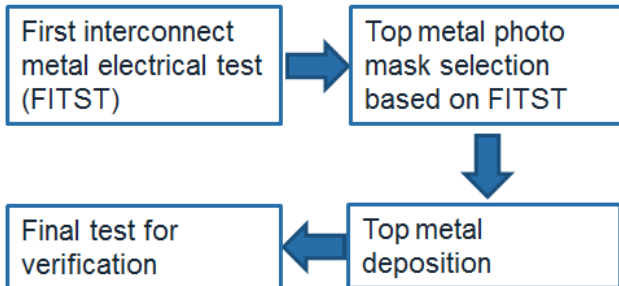 First interconnect
metal electrical test
(FITST)
Top metal photo
mask selection
based on FITST
Top metal
deposition
Final test for
verification